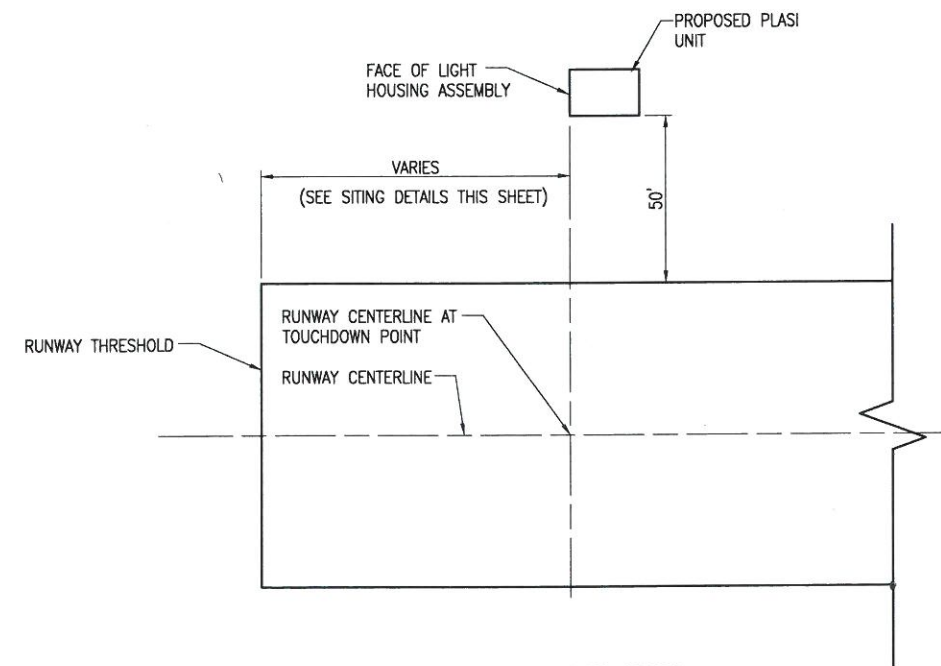 PROPOSED PLASI
UNIT
FACE OF LIGHT
HOUSING ASSEMBLY
VARIES
(SEE SITING DETAILS THIS SHEET)
50'
RUNWAY CENTERLINE AT
TOUCHDOWN POINT
RUNWAY THRESHOLD
RUNWAY CENTERLINE